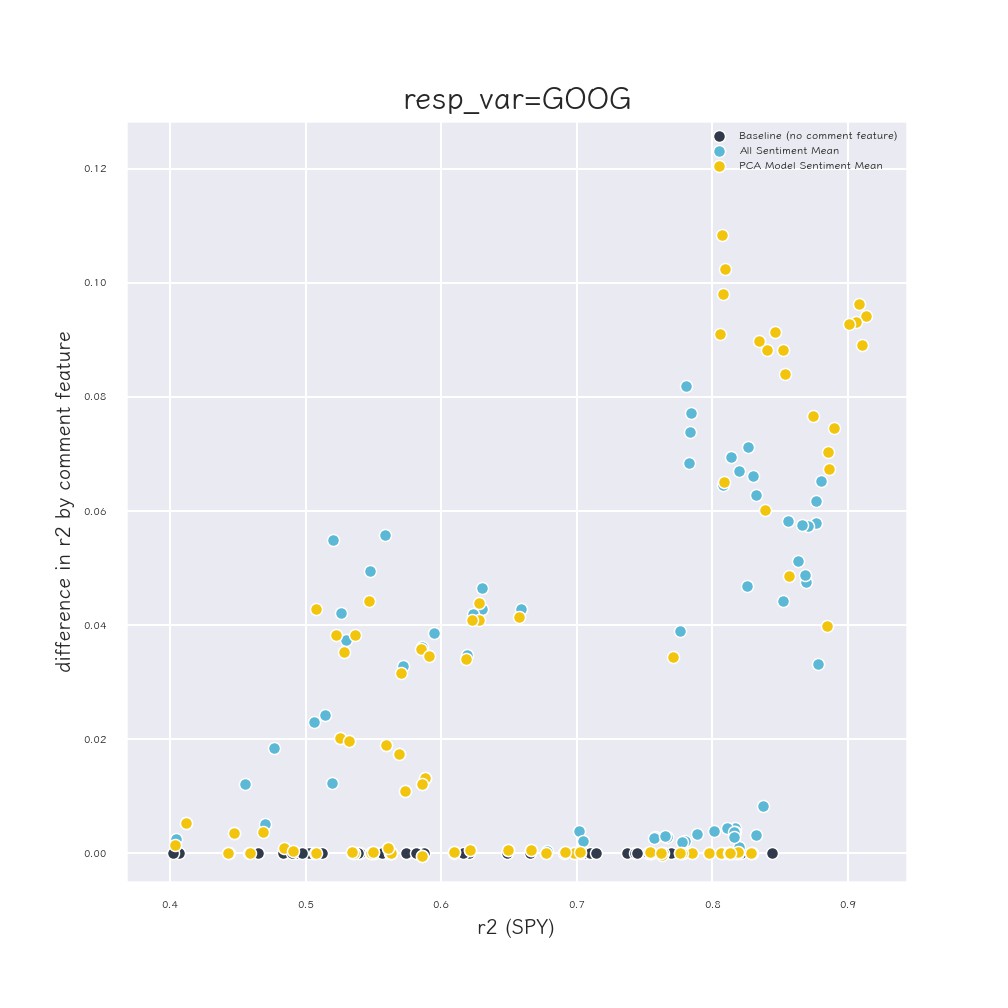 resp_var=GOOG
Baseline (no comment feature)
All Sentiment Mean
PCA Model Sentiment Mean
0.12
0.10
0.08
0.06
0.04
0.02
0.00
difference in r2 by comment feature
0.4 0.5 0.6 0.7 0.8 0.9
r2 (SPY)